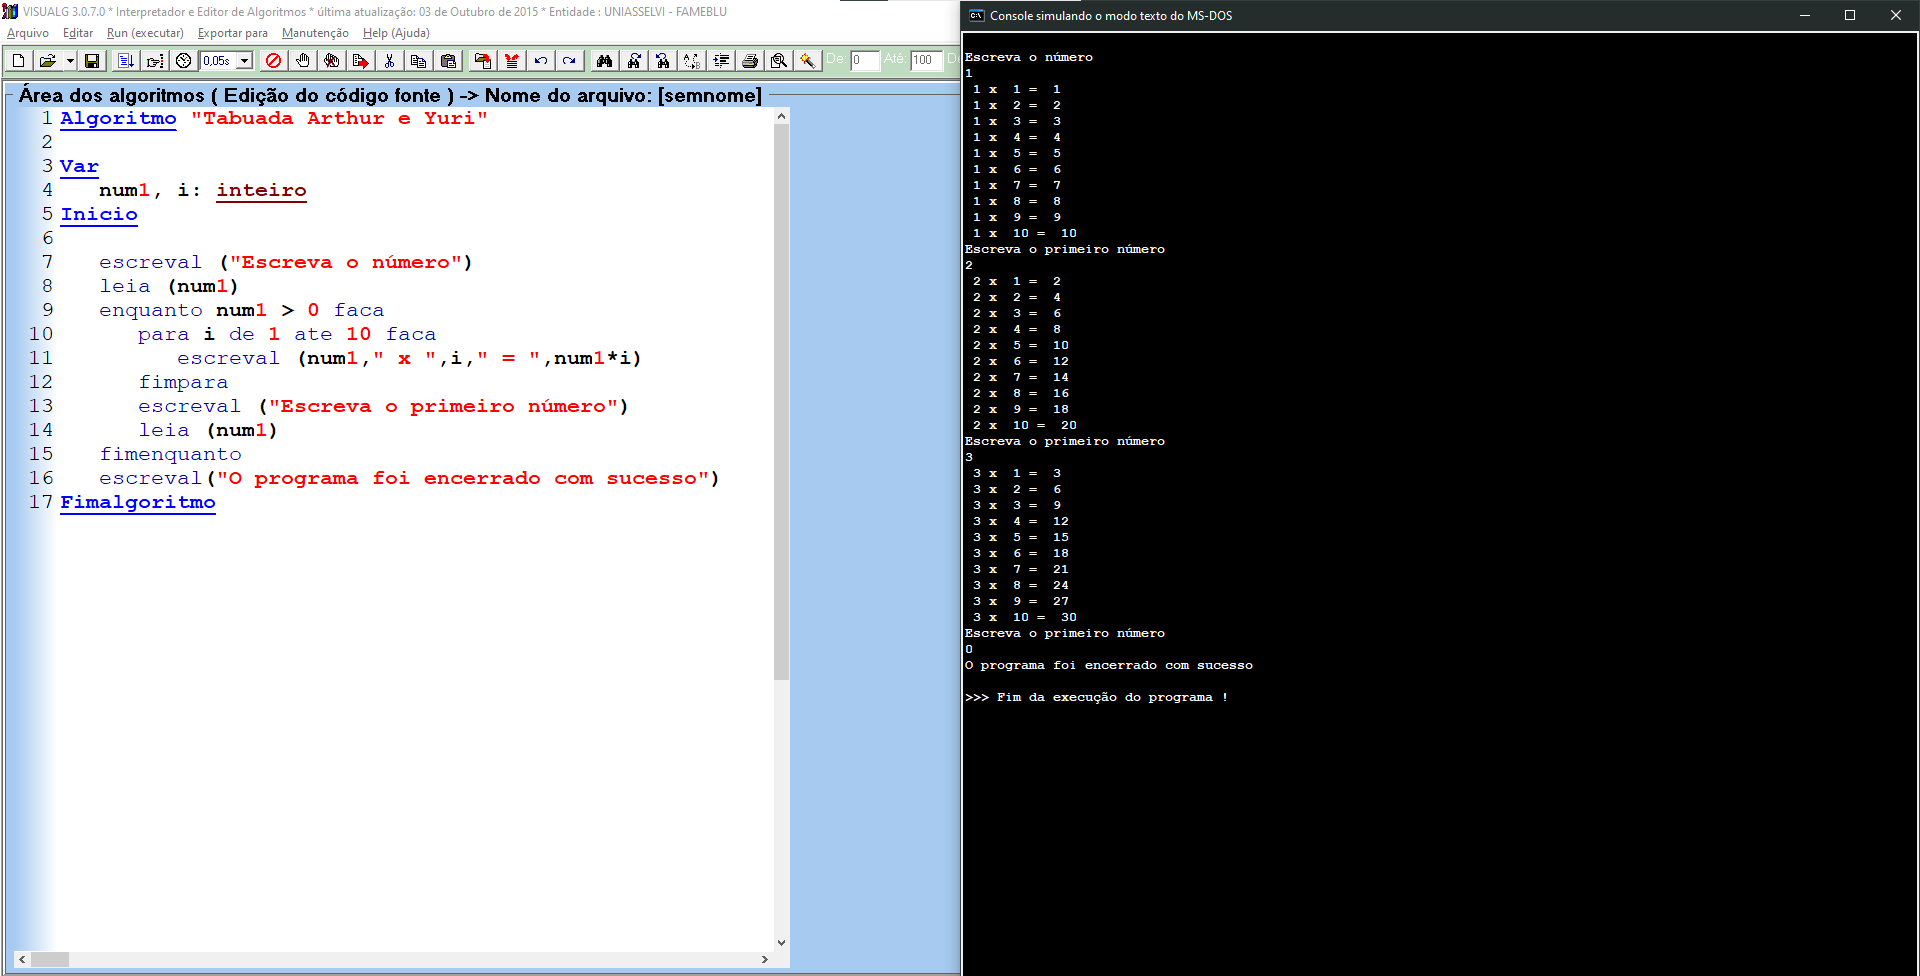 VISUALG 3.0.7.0 * Interpretador e Editor de Algoritmos * última atualização: 03 de Outubro de 2015 * Entidade : UNIASSELVI - FAMEBLU
Arquivo Editar Run (executar) Exportar para Manutenção Help (Ajuda)
0,05s De: 0 Até: 100
Área dos algoritmos ( Edição do código fonte ) -> Nome do arquivo: [semnome]
1 Algoritmo "Tabuada Arthur e Yuri"
2
3 Var
4 num1, i: inteiro
5 Inicio
6
7 escreval ("Escreva o número")
8 leia (num1)
9 enquanto num1 > 0 faca
10 para i de 1 ate 10 faca
11 escreval (num1," x ",i," = ",num1*i)
12 fimpara
13 escreval ("Escreva o primeiro número")
14 leia (num1)
15 fimenquanto
16 escreval("O programa foi encerrado com sucesso")
17 Fimalgoritmo
Console simulando o modo texto do MS-DOS
Escreva o número
1
1 x 1 = 1
1 x 2 = 2
1 x 3 = 3
1 x 4 = 4
1 x 5 = 5
1 x 6 = 6
1 x 7 = 7
1 x 8 = 8
1 x 9 = 9
1 x 10 = 10
Escreva o primeiro número
2
2 x 1 = 2
2 x 2 = 4
2 x 3 = 6
2 x 4 = 8
2 x 5 = 10
2 x 6 = 12
2 x 7 = 14
2 x 8 = 16
2 x 9 = 18
2 x 10 = 20
Escreva o primeiro número
3
3 x 1 = 3
3 x 2 = 6
3 x 3 = 9
3 x 4 = 12
3 x 5 = 15
3 x 6 = 18
3 x 7 = 21
3 x 8 = 24
3 x 9 = 27
3 x 10 = 30
Escreva o primeiro número
0
O programa foi encerrado com sucesso
>>> Fim da execução do programa !